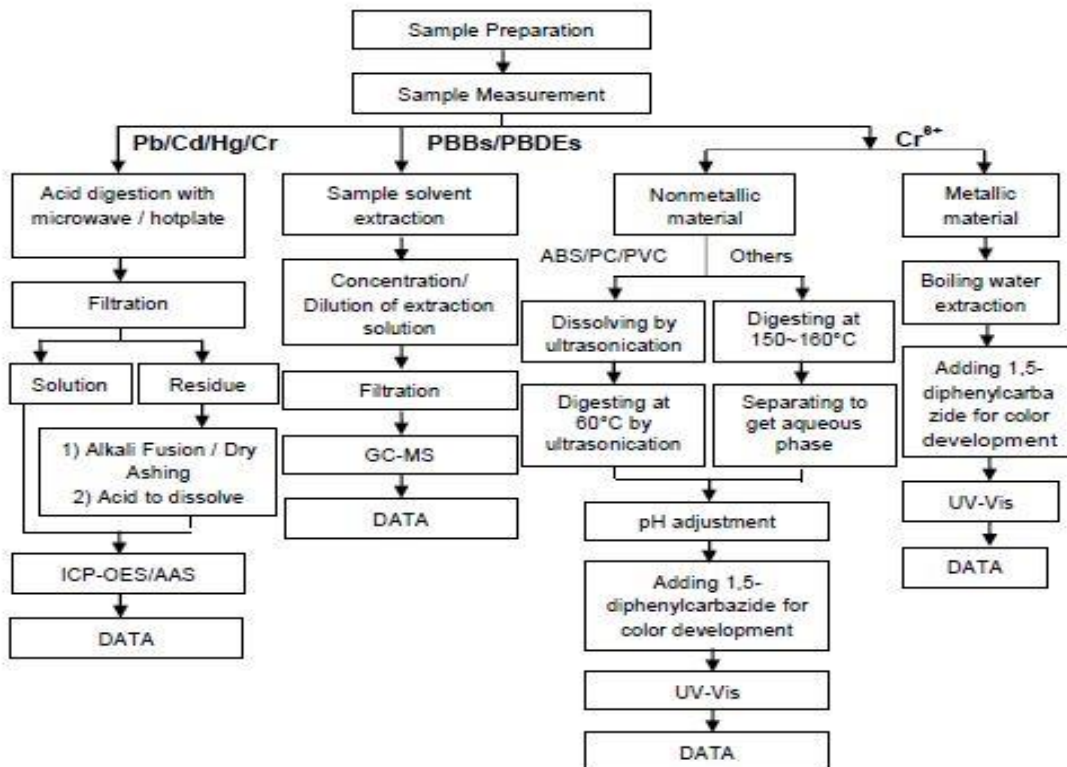 Sample Preparation
Sample Measurement
Pb/Cd/Hg/Cr
PBBs/PBDEs
Cr6+
Acid digestion with
microwave / hotplate
Filtration
Solution
Residue
1) Alkali Fusion / Dry
Ashing
2) Acid to dissolve
ICP-OES/AAS
DATA
Sample solvent
extraction
Concentration/
Dilution of extraction
solution
Filtration
GC-MS
DATA
Nonmetallic
material
ABS/PC/PVC
Others
Dissolving by
ultrasonication
Digesting at
60°C by
ultrasonication
Digesting at
150~160°C
Separating to
get aqueous
phase
pH adjustment
Adding 1,5-
diphenylcarbazide for
color development
UV-Vis
DATA
Metallic
material
Boiling water
extraction
Adding 1,5-
diphenylcarba
zide for color
development
UV-Vis
DATA